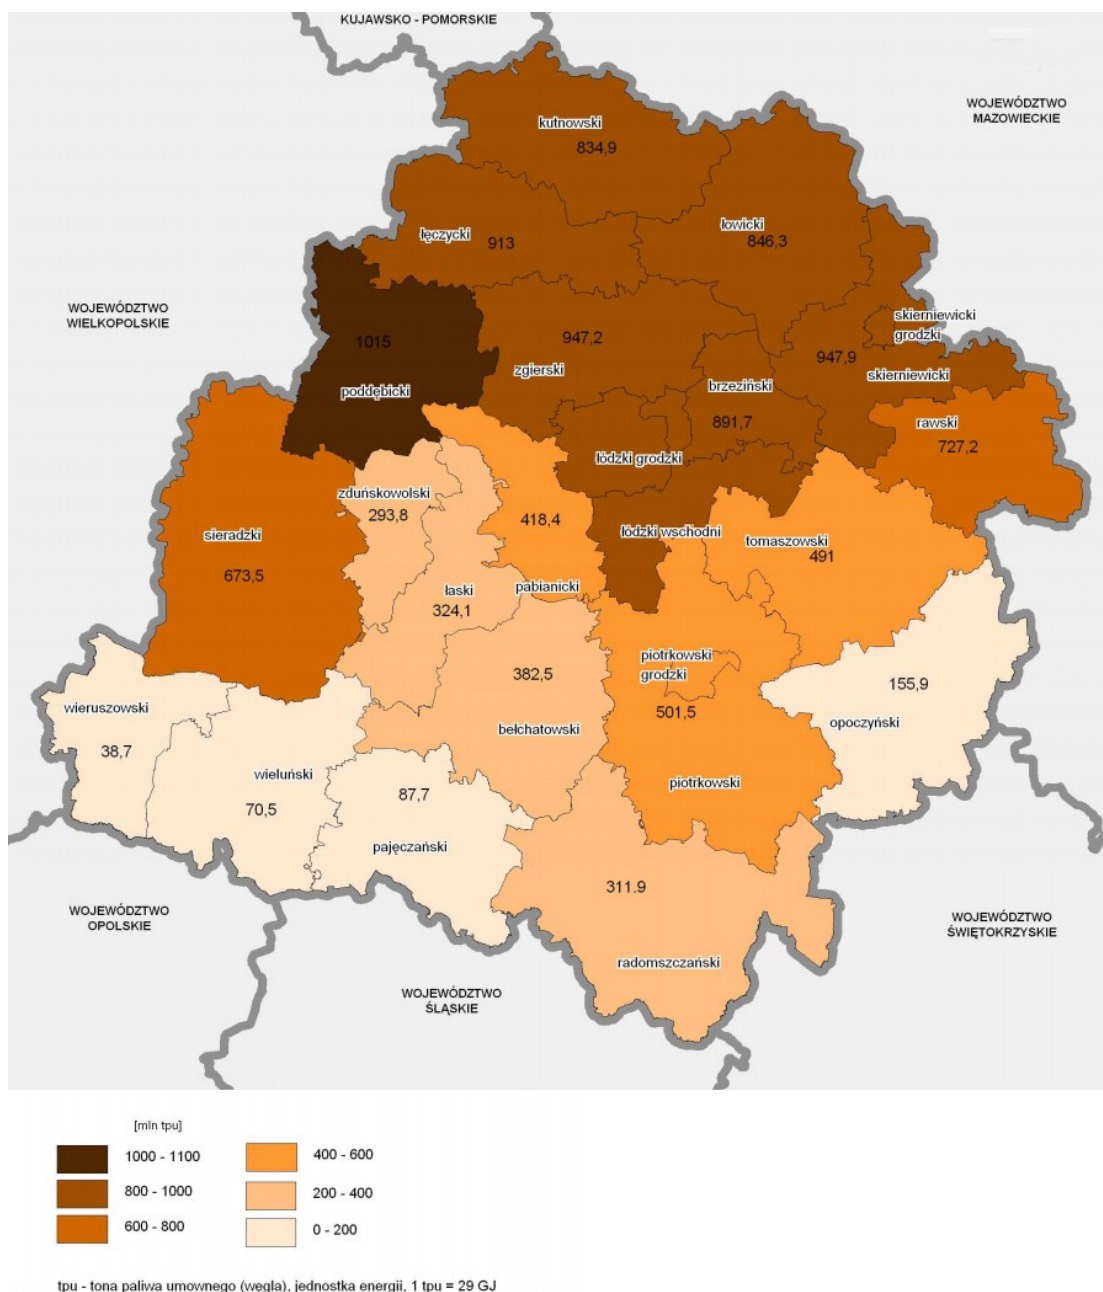 KUJAWSKO - POMORSKIE
WOJEWÓDZTWO
MAZOWIECKIE
kutnowski
834,9
łęczycki
913
łowicki
846,3
WOJEWÓDZTWO
WIELKOPOLSKIE
skierniewicki
grodzki
1015
poddębicki
947,2
zgierski
947,9
skierniewicki
brzeziński
891,7
rawski
727,2
łódzki grodzki
zduńskowolski
293,8
418,4
pabianicki
łódzki wschodni
tomaszowski
491
sieradzki
673,5
łaski
324,1
piotrkowski
grodzki
501,5
382,5
bełchatowski
155,9
opoczyński
wieruszowski
38,7
wieluński
70,5
87,7
pajęczański
piotrkowski
311.9
radomszczański
WOJEWÓDZTWO
OPOLSKIE
WOJEWÓDZTWO
ŚWIĘTOKRZYSKIE
WOJEWÓDZTWO
ŚLĄSKIE
[mln tpu]
1000 - 1100
800 - 1000
600 - 800
400 - 600
200 - 400
0 - 200
tpu - tona paliwa umownego (węgla), jednostka energii, 1 tpu = 29 GJ